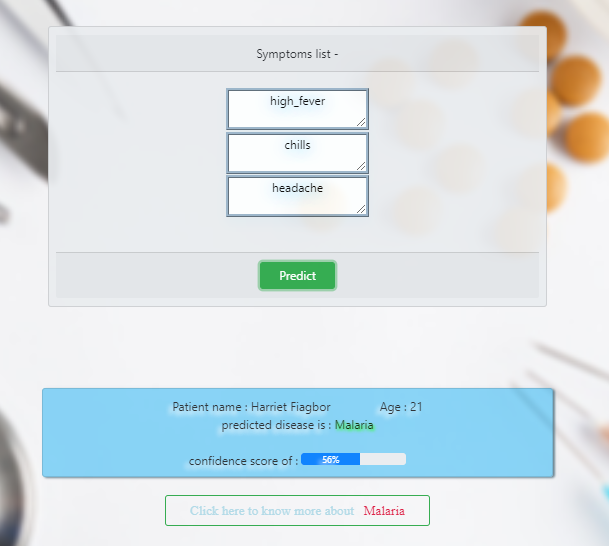 Symptoms list -
high_fever
chills
headache
Predict
Patient name : Harriet Fiagbor Age : 21
predicted disease is : Malaria
confidence score of : 56%
Click here to know more about Malaria